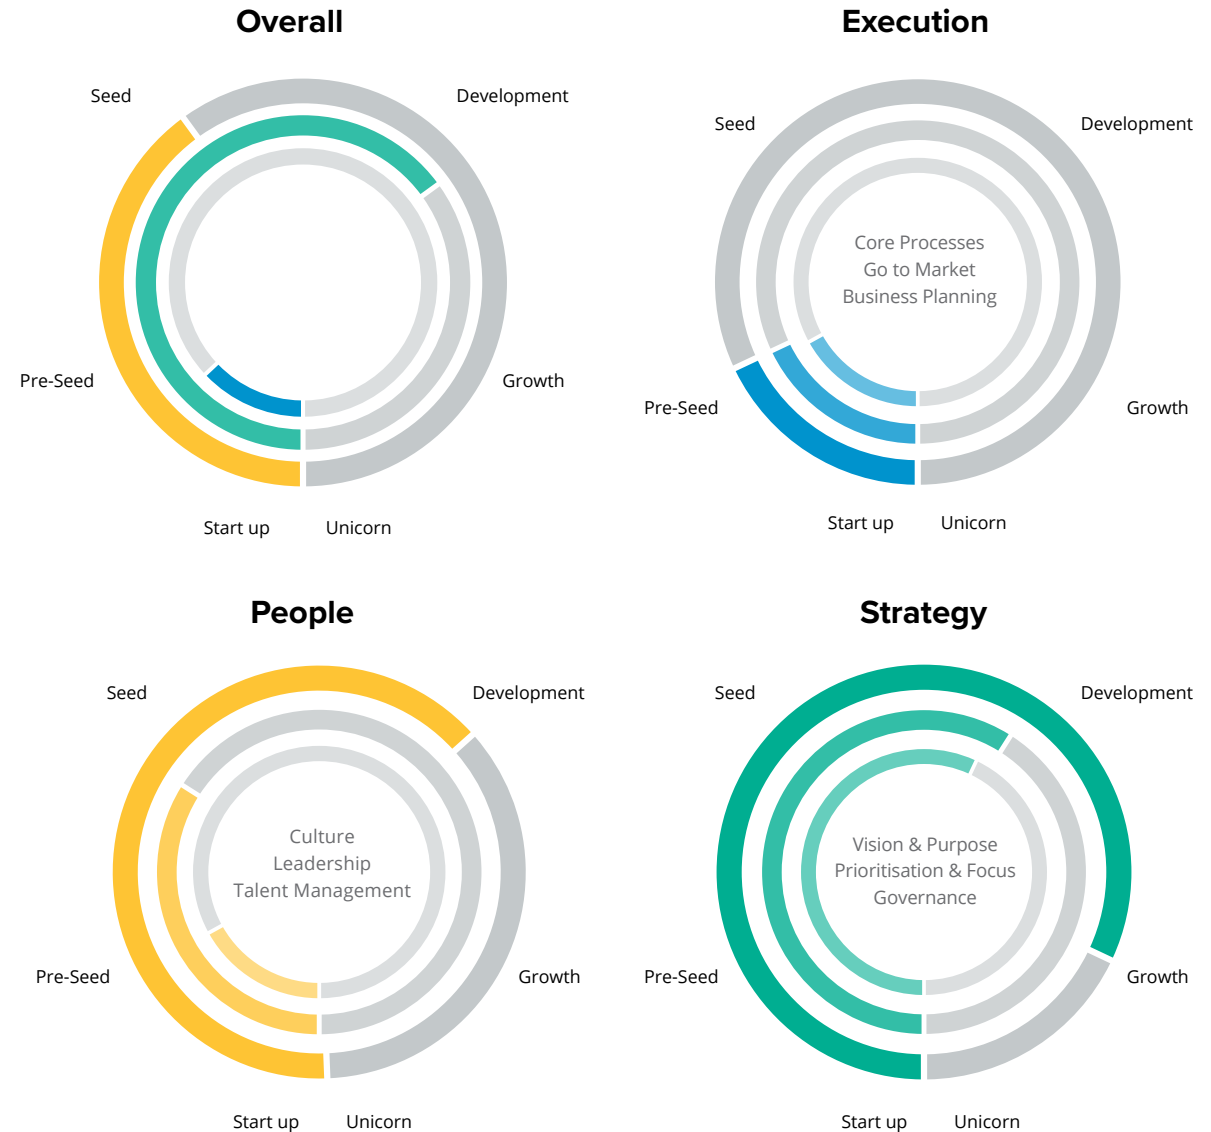 Overall
Seed
Development
Pre-Seed
Growth
Start up
Unicorn
Execution
Seed
Development
Core Processes
Go to Market
Business Planning
Pre-Seed
Growth
Start up
Unicorn
People
Seed
Development
Culture
Leadership
Talent Management
Pre-Seed
Growth
Start up
Unicorn
Strategy
Seed
Development
Vision & Purpose
Prioritisation & Focus
Governance
Pre-Seed
Growth
Start up
Unicorn